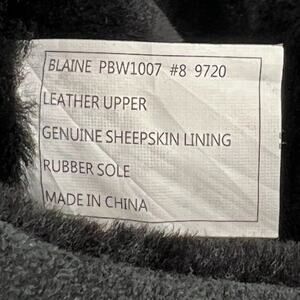 BLAINE PBW1007 #8 9720
LEATHER UPPER
GENUINE SHEEPSKIN LINING
RUBBER SOLE
MADE IN CHINA